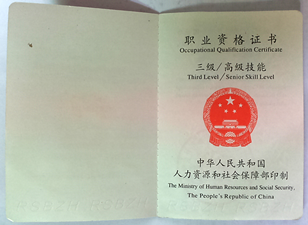 职业资格证书
Occupational Qualification Certificate
三级/高级技能
Third Level / Senior Skill Level
中华人民共和国
人力资源和社会保障部印制
The Ministry of Human Resources and Social Security,
The People's Republic of China